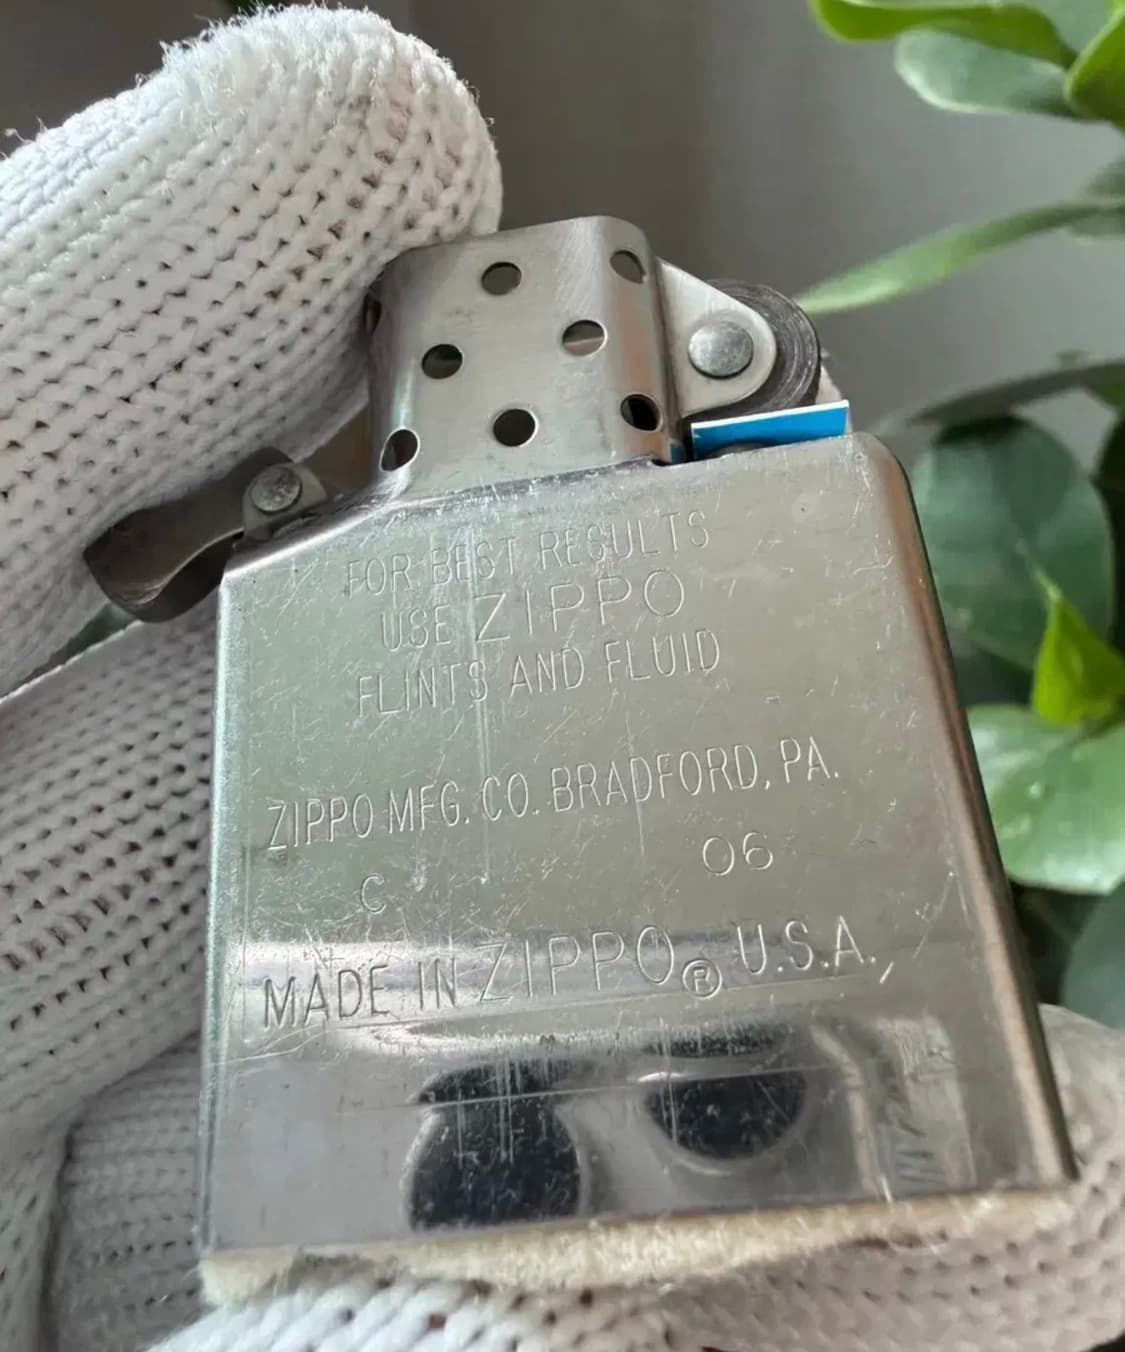 FOR BEST RESULTS
USE ZIPPO
FLINTS AND FLUID
ZIPPO MFG. CO. BRADFORD, PA.
C 06
MADE IN ZIPPO® U.S.A.